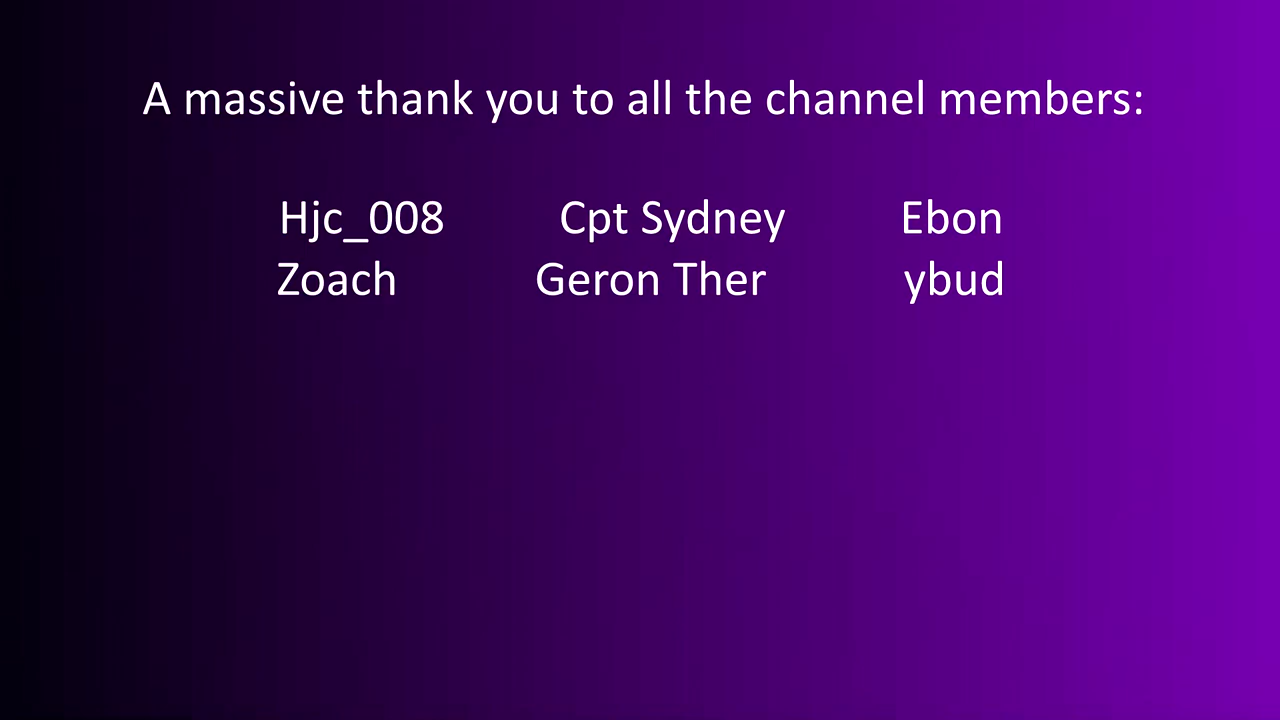 A massive thank you to all the channel members:
Hjc_008 Cpt Sydney Ebon
Zoach Geron Ther ybud